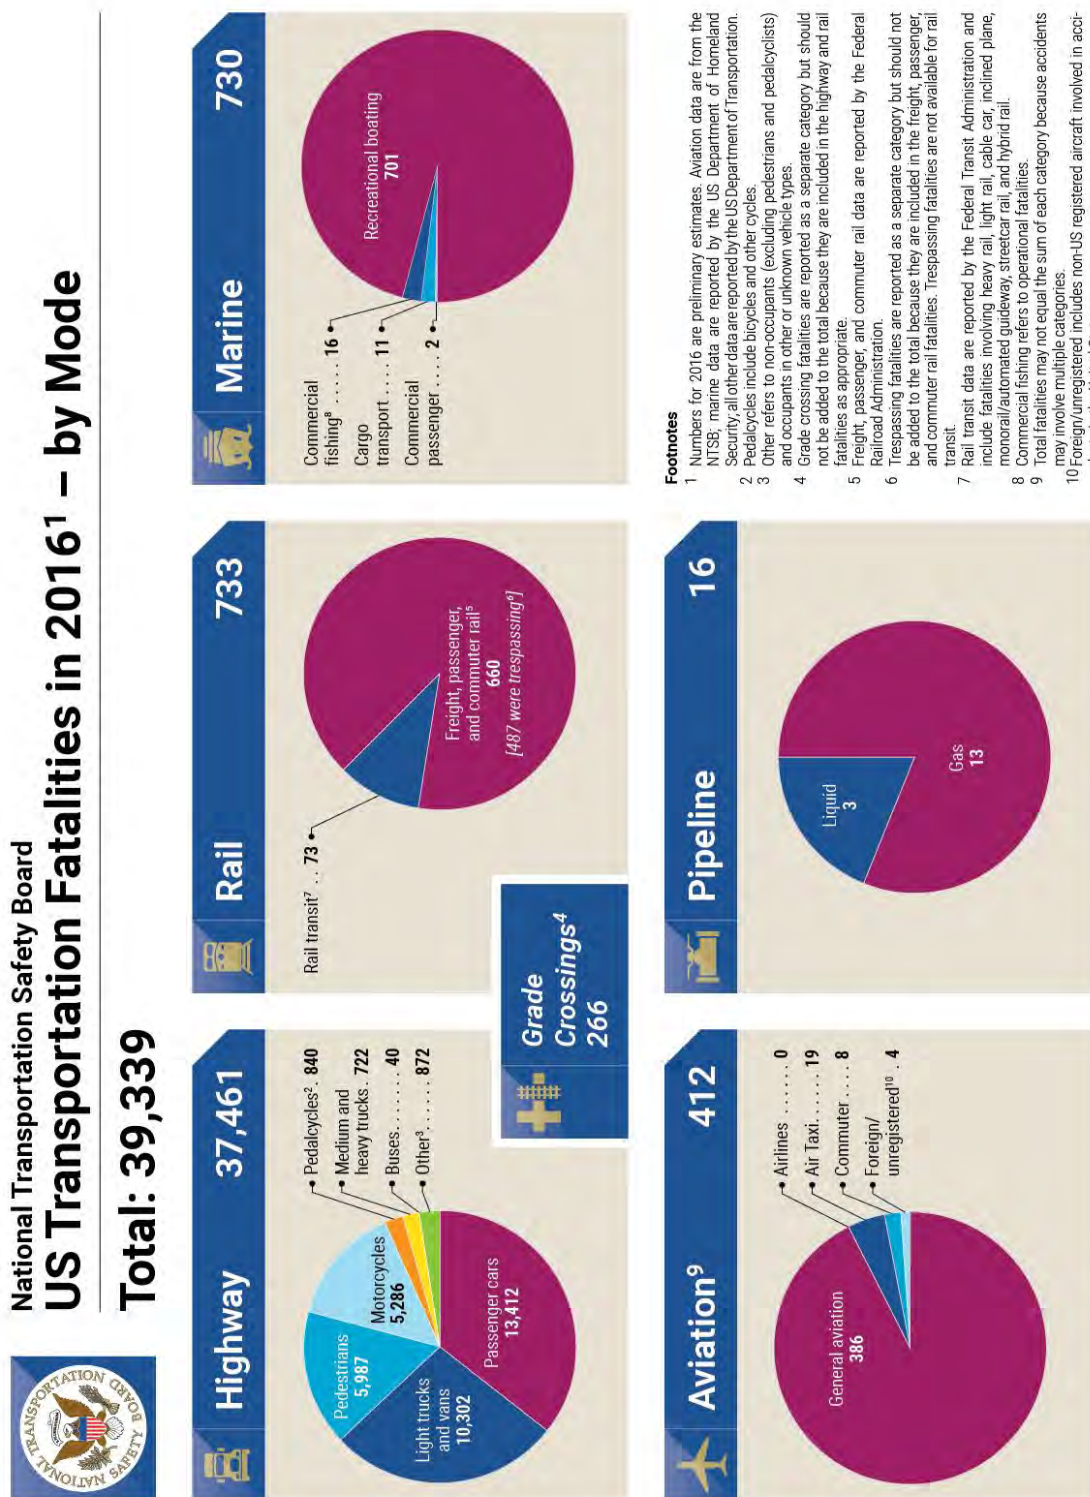 NATIONAL TRANSPORTATION SAFETY BOARD
National Transportation Safety Board
US Transportation Fatalities in 2016¹ – by Mode
Total: 39,339
Highway 37,461
Pedestrians
5,987
Motorcycles
5,286
Light trucks
and vans
10,302
Passenger cars
13,412
Pedalcycles². 840
Medium and
heavy trucks . 722
Buses. . . . . . . 40
Other³. . . . . . 872
Grade
Crossings⁴
266
Rail 733
Rail transit⁷ . . 73
Freight, passenger,
and commuter rail⁵
660
[487 were trespassing⁶]
Marine 730
Commercial
fishing⁸ . . . . . . 16
Cargo
transport. . . . . 11
Commercial
passenger . . . . 2
Recreational boating
701
Aviation⁹ 412
General aviation
386
Airlines . . . . . . 0
Air Taxi. . . . . . 19
Commuter . . . . 8
Foreign/
unregistered¹⁰ . 4
Pipeline 16
Liquid
3
Gas
13
Footnotes
1 Numbers for 2016 are preliminary estimates. Aviation data are from the
NTSB; marine data are reported by the US Department of Homeland
Security; all other data are reported by the US Department of Transportation.
2 Pedalcycles include bicycles and other cycles.
3 Other refers to non-occupants (excluding pedestrians and pedalcyclists)
and occupants in other or unknown vehicle types.
4 Grade crossing fatalities are reported as a separate category but should
not be added to the total because they are included in the highway and rail
fatalities as appropriate.
5 Freight, passenger, and commuter rail data are reported by the Federal
Railroad Administration.
6 Trespassing fatalities are reported as a separate category but should not
be added to the total because they are included in the freight, passenger,
and commuter rail fatalities. Trespassing fatalities are not available for rail
transit.
7 Rail transit data are reported by the Federal Transit Administration and
include fatalities involving heavy rail, light rail, cable car, inclined plane,
monorail/automated guideway, streetcar rail, and hybrid rail.
8 Commercial fishing refers to operational fatalities.
9 Total fatalities may not equal the sum of each category because accidents
may involve multiple categories.
10 Foreign/unregistered includes non-US registered aircraft involved in acci-